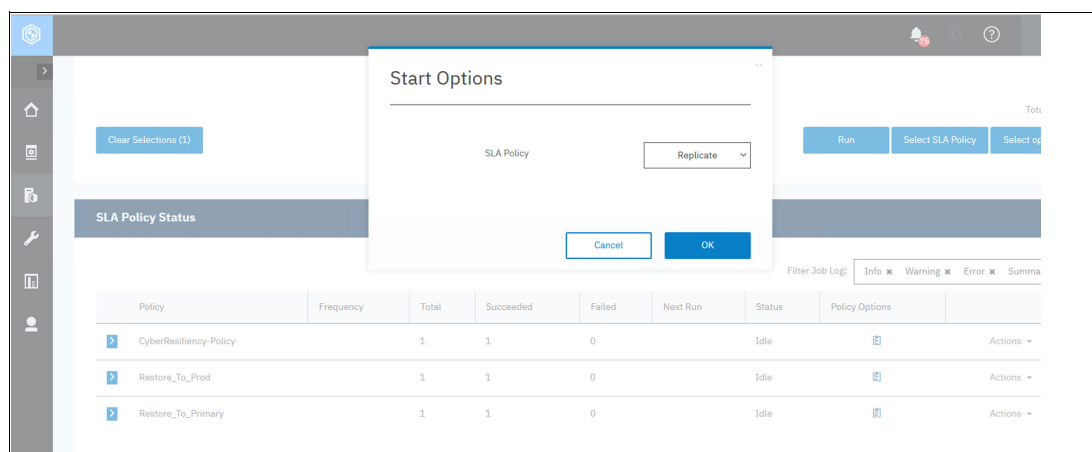 76
?
Start Options
Tota
Clear Selections (1)
SLA Policy
Replicate
Run
Select SLA Policy
Select op
SLA Policy Status
Cancel
OK
Filter Job Log:
Info × Warning × Error × Summa
Policy Frequency Total Succeeded Failed Next Run Status Policy Options
CyberResiliency-Policy 1 1 0 Idle Actions
Restore_To_Prod 1 1 0 Idle Actions
Restore_To_Primary 1 1 0 Idle Actions